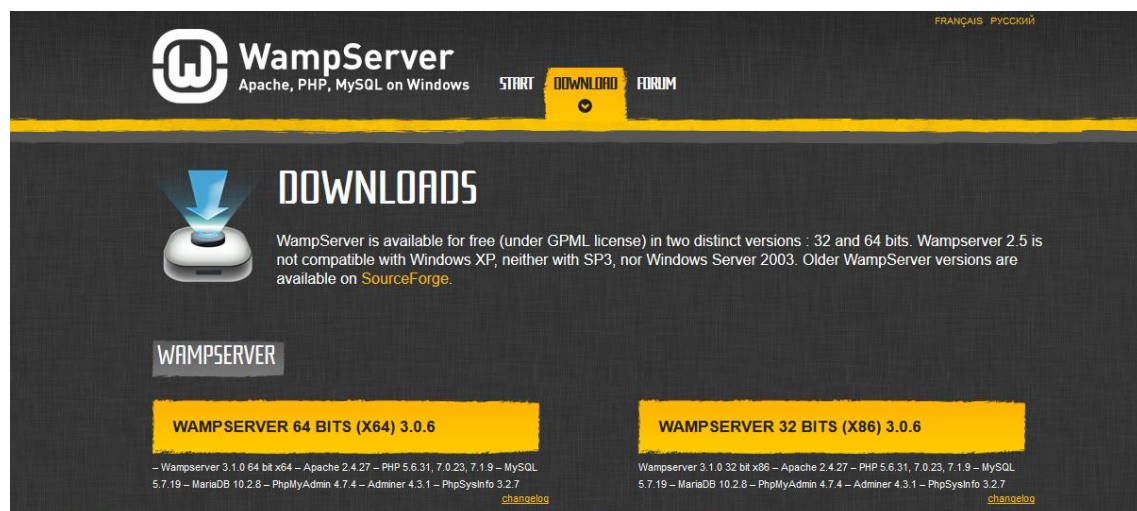 FRANÇAIS РУССКИЙ
WampServer
Apache, PHP, MySQL on Windows
START DOWNLOAD FORUM
DOWNLOADS
WampServer is available for free (under GPML license) in two distinct versions : 32 and 64 bits. Wampserver 2.5 is
not compatible with Windows XP, neither with SP3, nor Windows Server 2003. Older WampServer versions are
available on SourceForge.
WAMPSERVER
WAMPSERVER 64 BITS (X64) 3.0.6
– Wampserver 3.1.0 64 bit x64 – Apache 2.4.27 – PHP 5.6.31, 7.0.23, 7.1.9 – MySQL
5.7.19 – MariaDB 10.2.8 – PhpMyAdmin 4.7.4 – Adminer 4.3.1 – PhpSysInfo 3.2.7
changelog
WAMPSERVER 32 BITS (X86) 3.0.6
Wampserver 3.1.0 32 bit x86 – Apache 2.4.27 – PHP 5.6.31, 7.0.23, 7.1.9 – MySQL
5.7.19 – MariaDB 10.2.8 – PhpMyAdmin 4.7.4 – Adminer 4.3.1 – PhpSysInfo 3.2.7
changelog